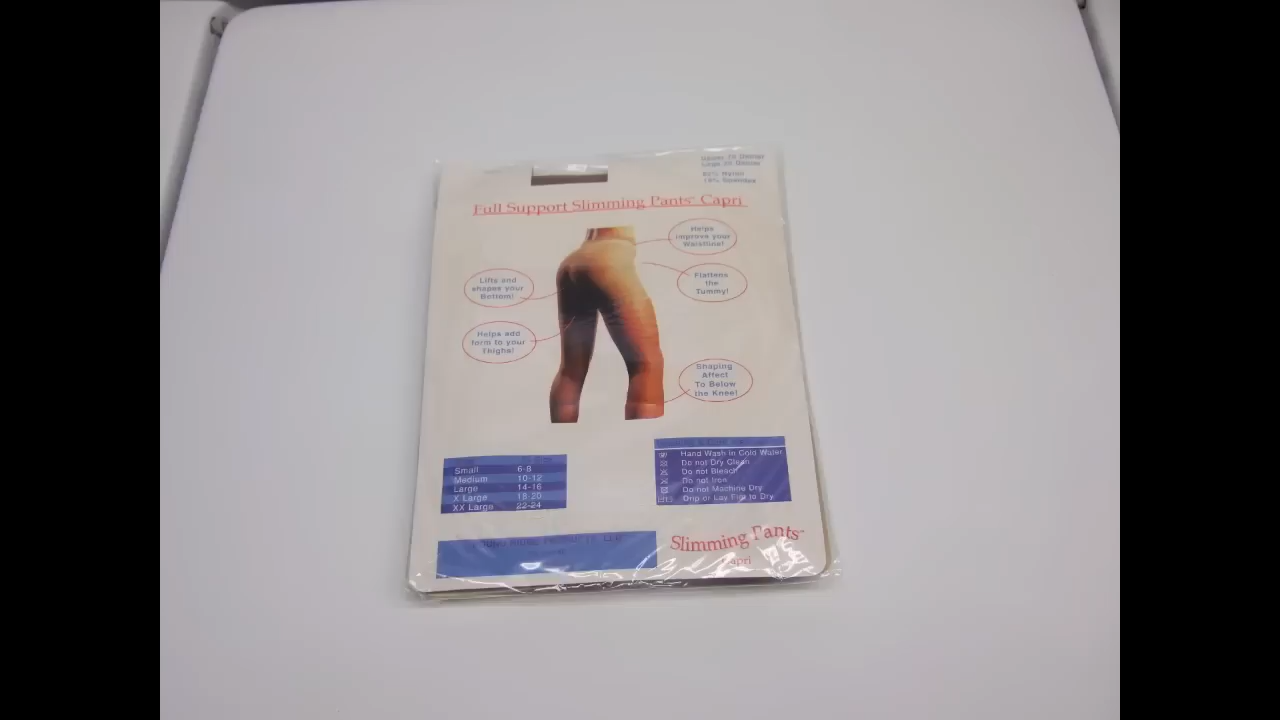 Full Support Slimming Pants™ Capri
Helps
improve your
Waistline!
Flattens
the
Tummy!
Lifts and
shapes your
Bottom!
Helps add
form to your
Thighs!
Shaping
Affect
To Below
the Knee!
Small 6-8
Medium 10-12
Large 14-16
X Large 18-20
XX Large 22-24
Hand Wash in Cold Water
Do not Dry Clean
Do not Bleach
Do not Iron
Do not Machine Dry
Drip or Lay Flat to Dry
Slimming Pants™
Capri